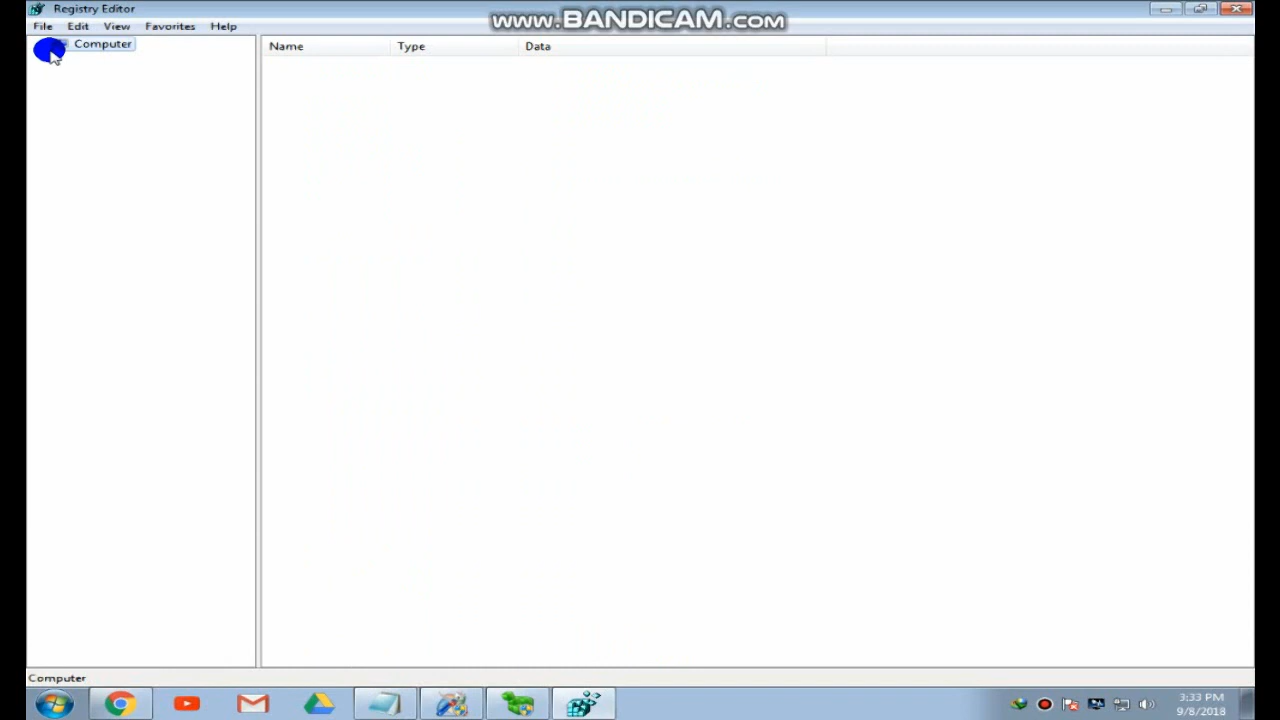 Registry Editor
www.BANDICAM.com
File Edit View Favorites Help
Computer
Name Type Data
Computer
3:33 PM
9/8/2018